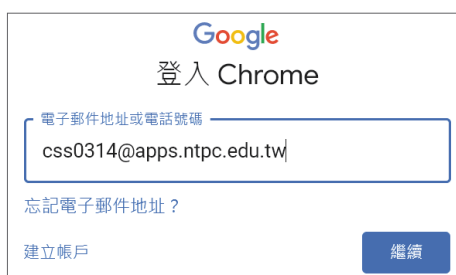 Google
登入 Chrome
電子郵件地址或電話號碼
css0314@apps.ntpc.edu.tw
忘記電子郵件地址？
建立帳戶
繼續